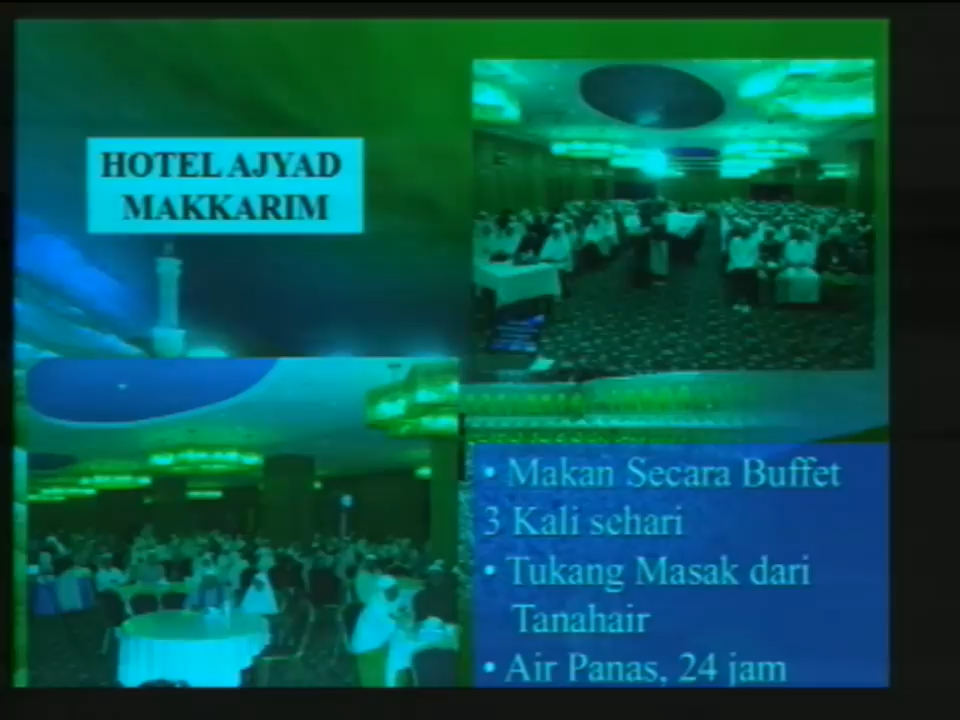 HOTEL AJYAD
MAKKARIM
• Makan Secara Buffet
3 Kali sehari
• Tukang Masak dari
Tanahair
• Air Panas, 24 jam